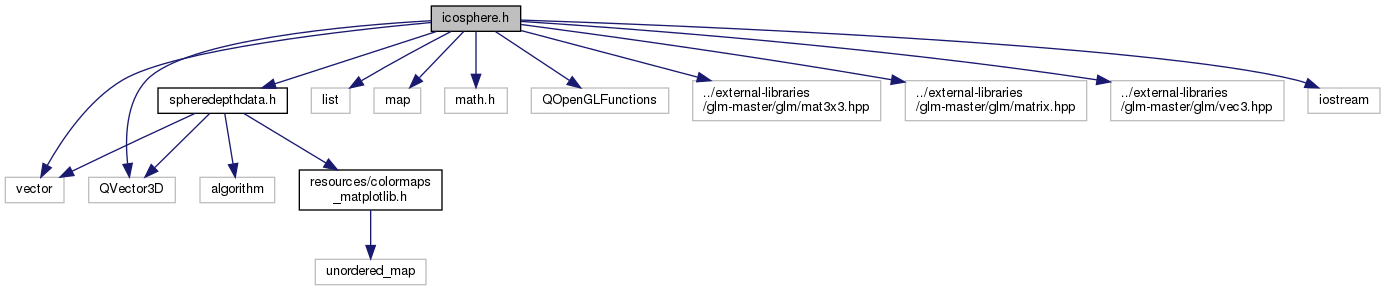 icosphere.h
spheredepthdata.h
list
map
math.h
QOpenGLFunctions
../external-libraries
/glm-master/glm/mat3x3.hpp
../external-libraries
/glm-master/glm/matrix.hpp
../external-libraries
/glm-master/glm/vec3.hpp
iostream
vector
QVector3D
algorithm
resources/colormaps
_matplotlib.h
unordered_map